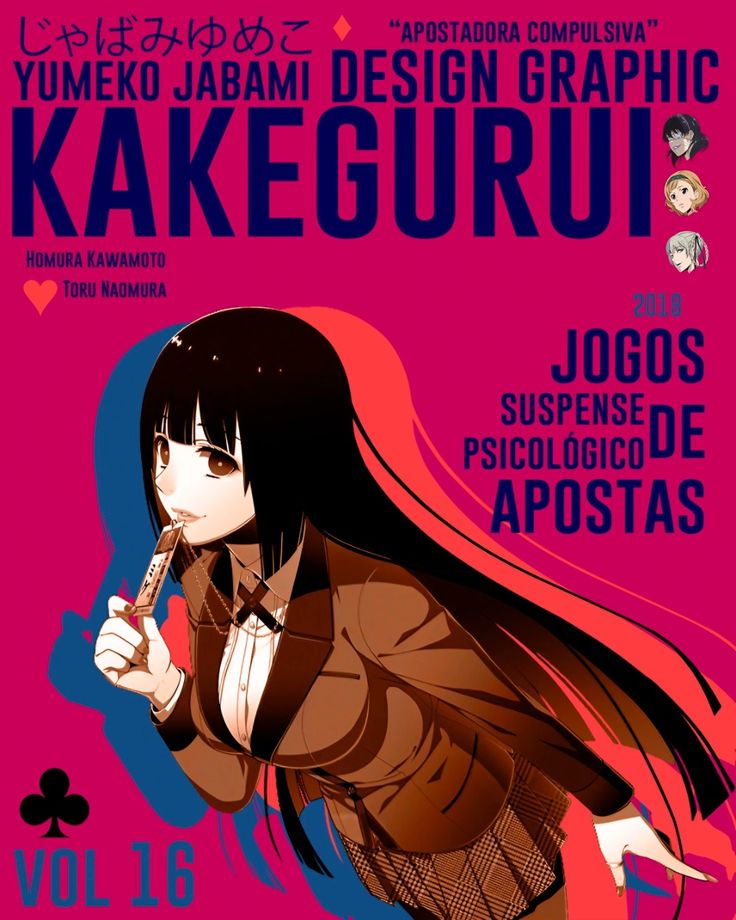 じゃばみゆめこ
"APOSTADORA COMPULSIVA"
YUMEKO JABAMI DESIGN GRAPHIC
KAKEGURUI
HOMURA KAWAMOTO
TORU NAOMURA
2019
JOGOS
SUSPENSE
PSICOLÓGICO DE
APOSTAS
VOL 16